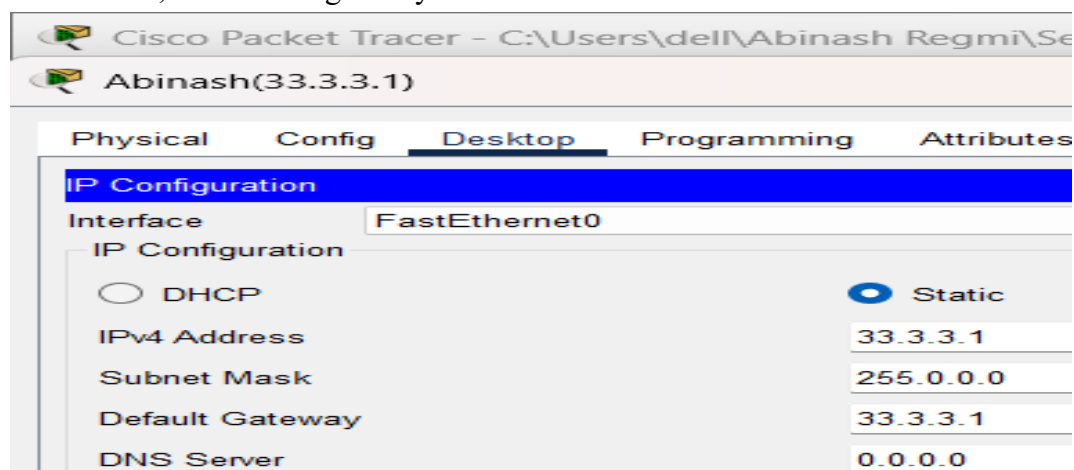 Cisco Packet Tracer - C:\Users\dell\Abinash Regmi\Se
Abinash(33.3.3.1)
Physical Config Desktop Programming Attributes
IP Configuration
Interface FastEthernet0
IP Configuration
DHCP Static
IPv4 Address 33.3.3.1
Subnet Mask 255.0.0.0
Default Gateway 33.3.3.1
DNS Server 0.0.0.0